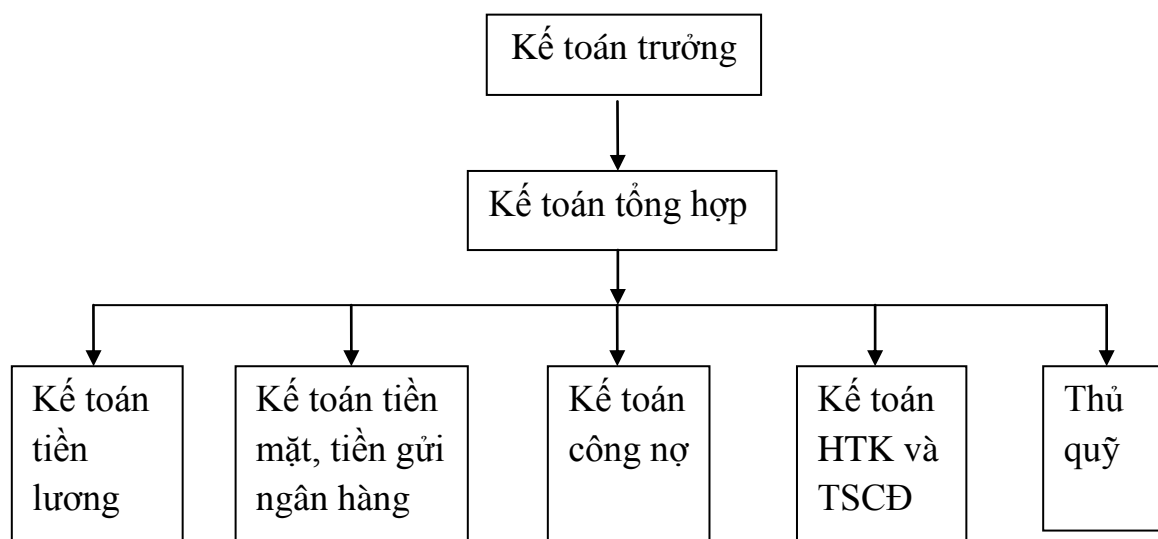 Kế toán trưởng
Kế toán tổng hợp
Kế toán
tiền
lương
Kế toán tiền
mặt, tiền gửi
ngân hàng
Kế toán
công nợ
Kế toán
HTK và
TSCĐ
Thủ
quỹ